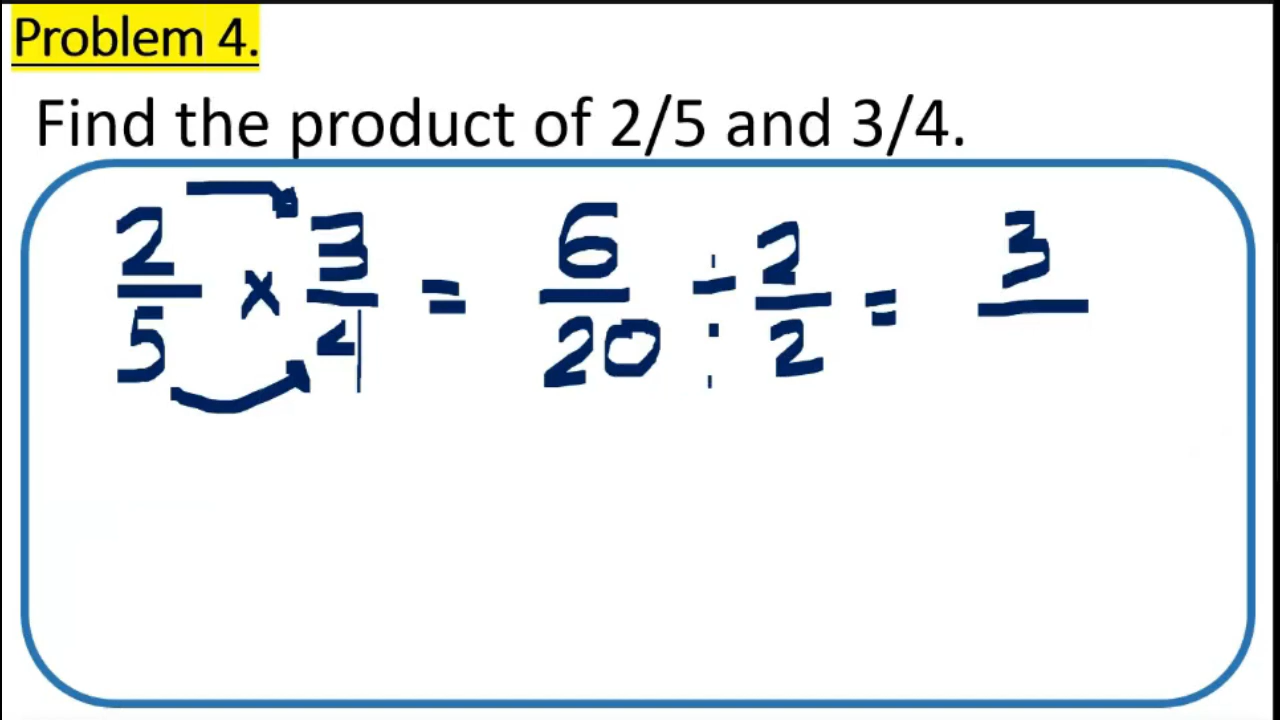 Problem 4.
Find the product of 2/5 and 3/4.
2/5 × 3/4 = 6/20 ÷ 2/2 = 3/